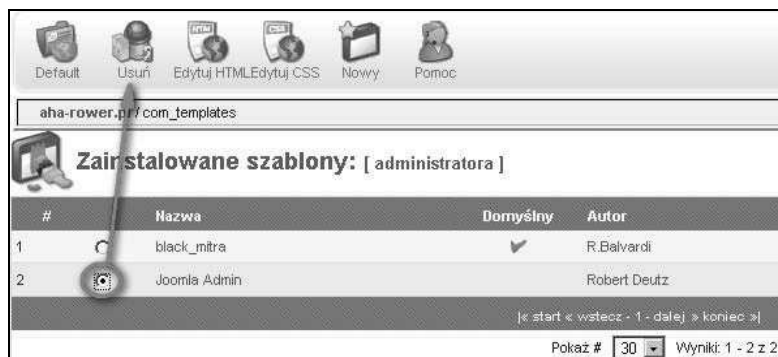 Default Usuń Edytuj HTML Edytuj CSS Nowy Pomoc
aha-rower.pl / com_templates
Zainstalowane szablony: [ administratora ]
# Nazwa Domyślny Autor
1 black_mitra R.Balvardi
2 Joomla Admin Robert Deutz
|« start « wstecz - 1 - dalej » koniec »|
Pokaż # 30 Wyniki: 1 - 2 z 2